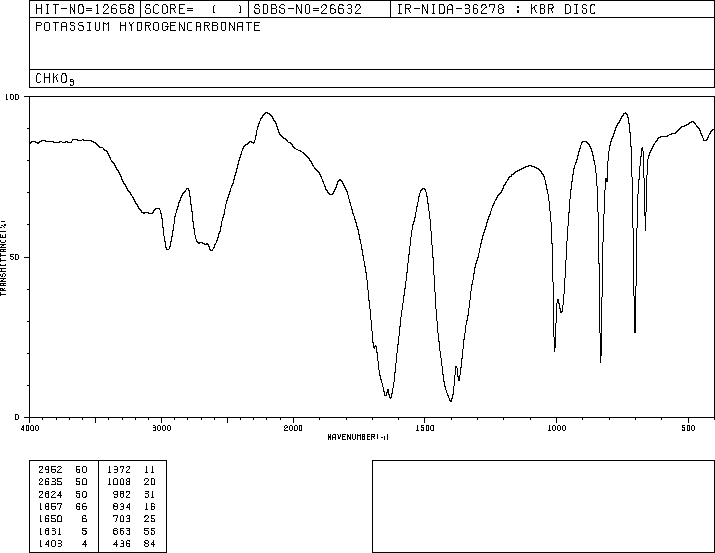 HIT-NO=12658 SCORE= ( ) SDBS-NO=26632 IR-NIDA-36278 : KBR DISC
POTASSIUM HYDROGENCARBONATE
CHKO3
100
TRANSMITTANCE(%)
50
0
4000 3000 2000 1500 1000 500
WAVENUMBER(-1)
2962 60 1372 11
2635 50 1008 20
2624 50 982 31
1867 66 834 16
1650 6 703 25
1631 5 663 55
1403 4 436 84